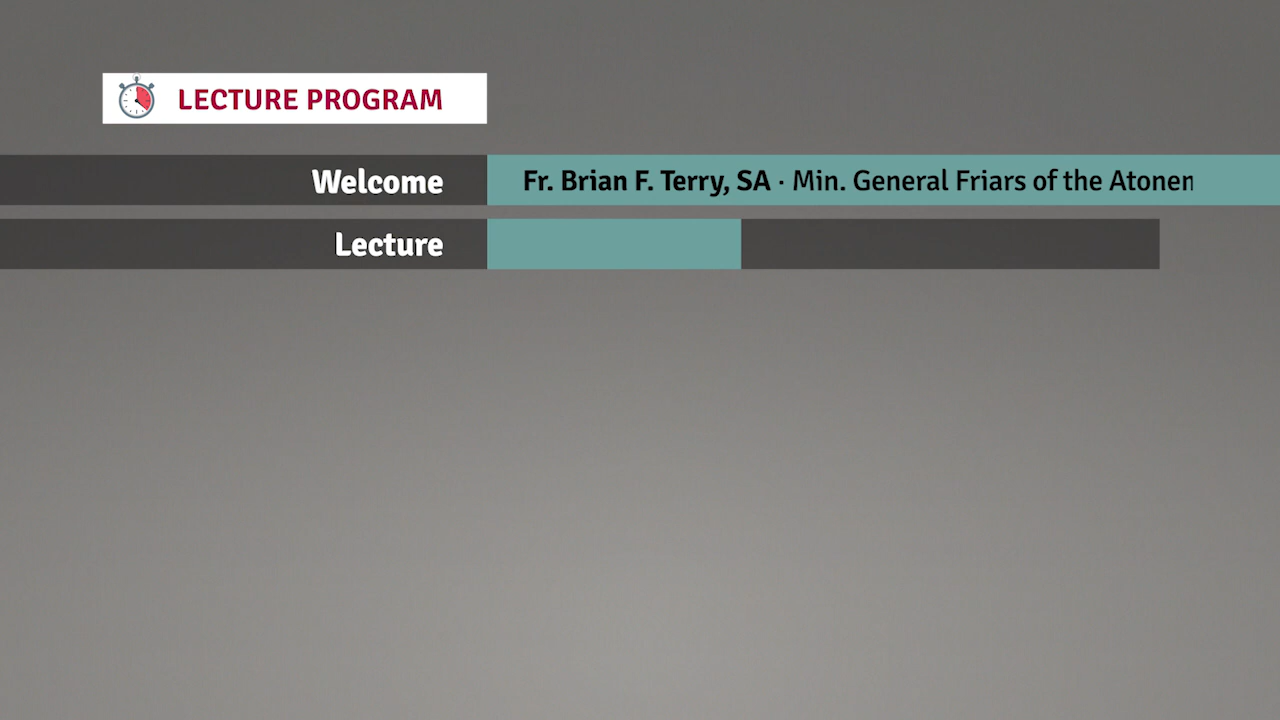 LECTURE PROGRAM
Welcome
Fr. Brian F. Terry, SA · Min. General Friars of the Atonen
Lecture